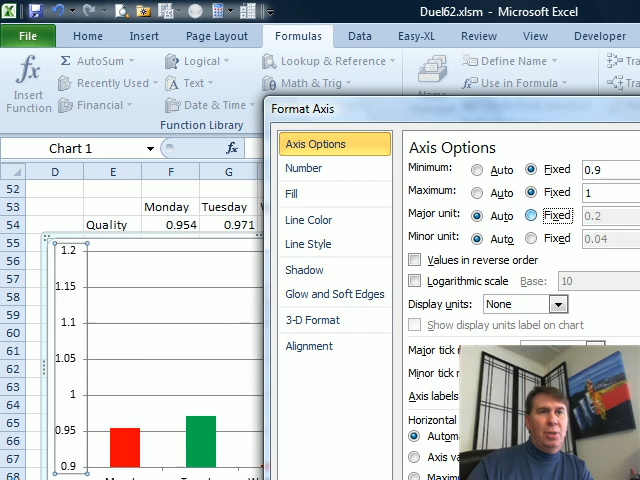 Duel62.xlsm - Microsoft Excel
File Home Insert Page Layout Formulas Data Easy-XL Review View Developer
fx Insert Function
Σ AutoSum Logical Lookup & Reference Define Name
Recently Used Text Math & Trig Use in Formula
Financial Date & Time
Function Library
Chart 1 fx
D E F G
52
53 Monday Tuesday
54 Quality 0.954 0.971
55
56
57
58
59
60
61
62
63
64
65
66
67
68
1.2
1.15
1.1
1.05
1
0.95
0.9
Format Axis
Axis Options
Number
Fill
Line Color
Line Style
Shadow
Glow and Soft Edges
3-D Format
Alignment
Axis Options
Minimum: Auto Fixed 0.9
Maximum: Auto Fixed 1
Major unit: Auto Fixed 0.2
Minor unit: Auto Fixed 0.04
Values in reverse order
Logarithmic scale Base: 10
Display units: None
Show display units label on chart
Major tick
Minor tick
Axis labels
Horizontal